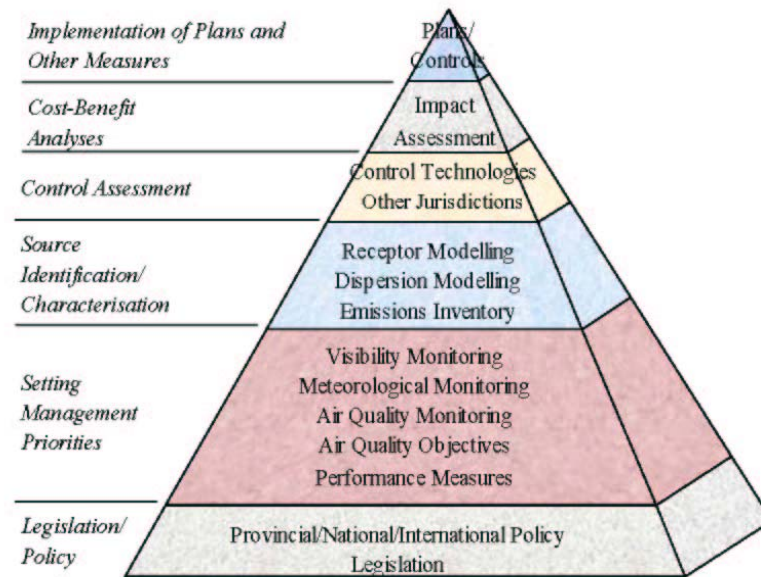 Implementation of Plans and
Other Measures
Plans/
Controls
Cost-Benefit
Analyses
Impact
Assessment
Control Assessment
Control Technologies
Other Jurisdictions
Source
Identification/
Characterisation
Receptor Modelling
Dispersion Modelling
Emissions Inventory
Setting
Management
Priorities
Visibility Monitoring
Meteorological Monitoring
Air Quality Monitoring
Air Quality Objectives
Performance Measures
Legislation/
Policy
Provincial/National/International Policy
Legislation